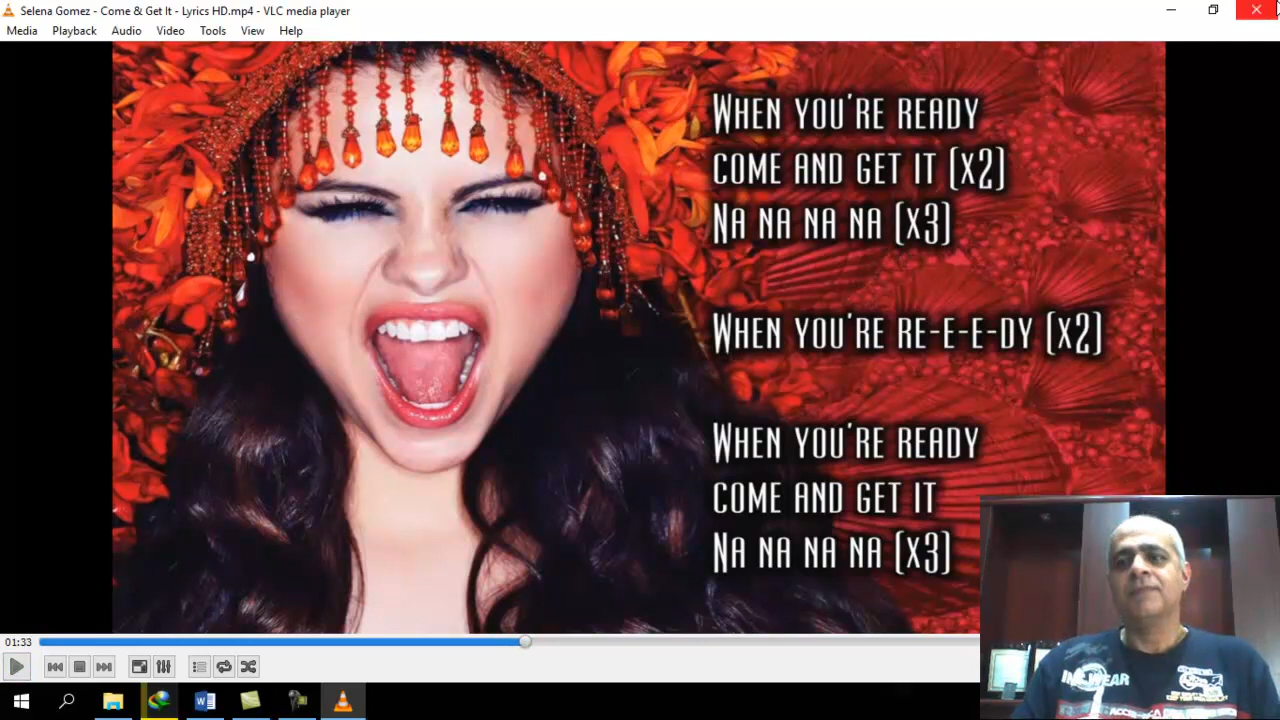 Selena Gomez - Come & Get It - Lyrics HD.mp4 - VLC media player
Media Playback Audio Video Tools View Help
WHEN YOU'RE READY
COME AND GET IT (X2)
NA NA NA NA (X3)
WHEN YOU'RE RE-E-E-DY (X2)
WHEN YOU'RE READY
COME AND GET IT
NA NA NA NA (X3)
01:33
WEAR